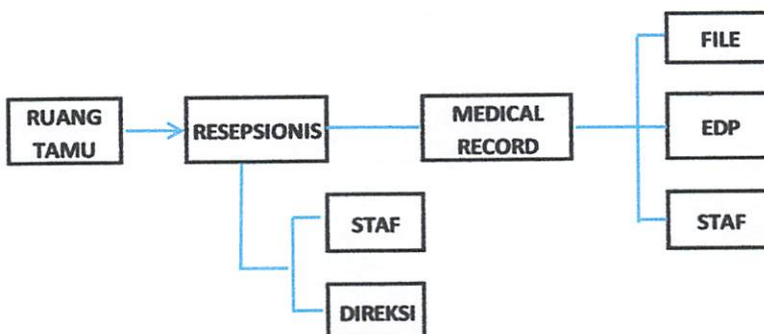 FILE
RUANG
TAMU
RESEPSIONIS
MEDICAL
RECORD
EDP
STAF
STAF
DIREKSI